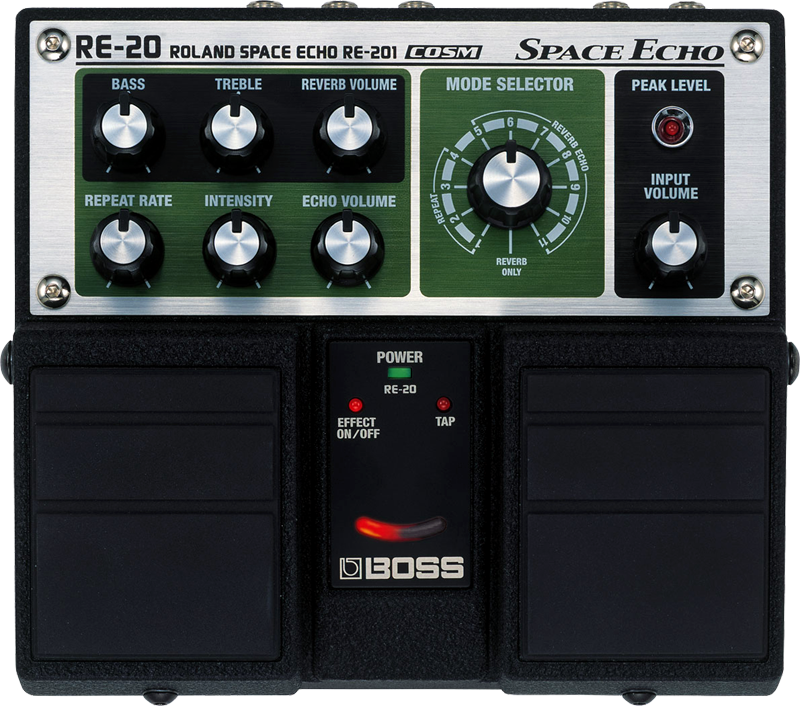 RE-20 ROLAND SPACE ECHO RE-201 COSM SPACE ECHO
BASS TREBLE REVERB VOLUME
REPEAT RATE INTENSITY ECHO VOLUME
MODE SELECTOR
1 2 3 4 5 6 7 8 9 10 11
REPEAT
REVERB ECHO
REVERB
ONLY
PEAK LEVEL
INPUT
VOLUME
POWER
RE-20
EFFECT
ON/OFF
TAP
BOSS